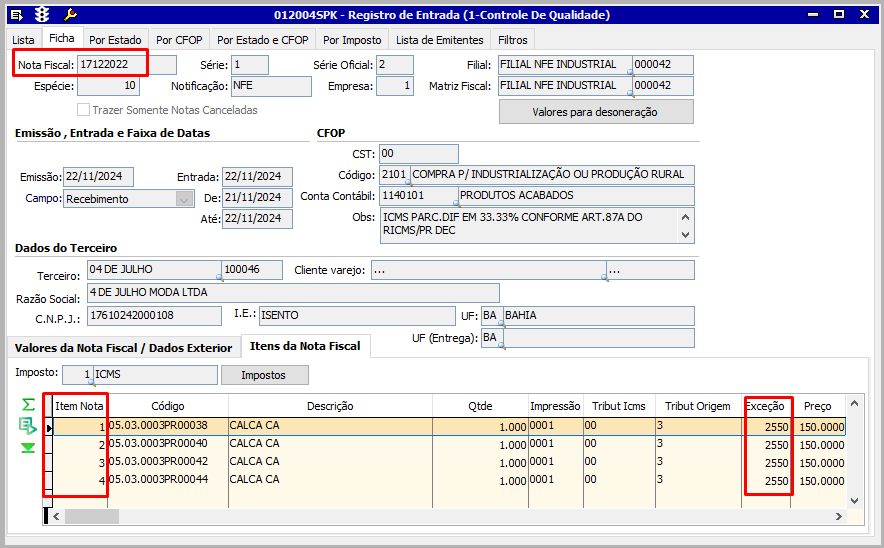 012004SPK - Registro de Entrada (1-Controle De Qualidade)
Lista Ficha Por Estado Por CFOP Por Estado e CFOP Por Imposto Lista de Emitentes Filtros
Nota Fiscal: 17122022 Série: 1 Série Oficial: 2 Filial: FILIAL NFE INDUSTRIAL 000042
Espécie: 10 Notificação: NFE Empresa: 1 Matriz Fiscal: FILIAL NFE INDUSTRIAL 000042
Trazer Somente Notas Canceladas Valores para desoneração
Emissão , Entrada e Faixa de Datas CFOP
CST: 00
Emissão: 22/11/2024 Entrada: 22/11/2024 Código: 2101 COMPRA P/ INDUSTRIALIZAÇÃO OU PRODUÇÃO RURAL
Campo: Recebimento De: 21/11/2024 Conta Contábil: 1140101 PRODUTOS ACABADOS
Até: 22/11/2024 Obs: ICMS PARC.DIF EM 33.33% CONFORME ART.87A DO
RICMS/PR DEC
Dados do Terceiro
Terceiro: 04 DE JULHO 100046 Cliente varejo: ... ...
Razão Social: 4 DE JULHO MODA LTDA
C.N.P.J.: 17610242000108 I.E.: ISENTO UF: BA BAHIA
UF (Entrega): BA
Valores da Nota Fiscal / Dados Exterior Itens da Nota Fiscal
Imposto: 1 ICMS Impostos
Item Nota Código Descrição Qtde Impressão Tribut Icms Tribut Origem Exceção Preço
1 05.03.0003PR00038 CALCA CA 1.000 0001 00 3 2550 150.0000
2 05.03.0003PR00040 CALCA CA 1.000 0001 00 3 2550 150.0000
3 05.03.0003PR00042 CALCA CA 1.000 0001 00 3 2550 150.0000
4 05.03.0003PR00044 CALCA CA 1.000 0001 00 3 2550 150.0000